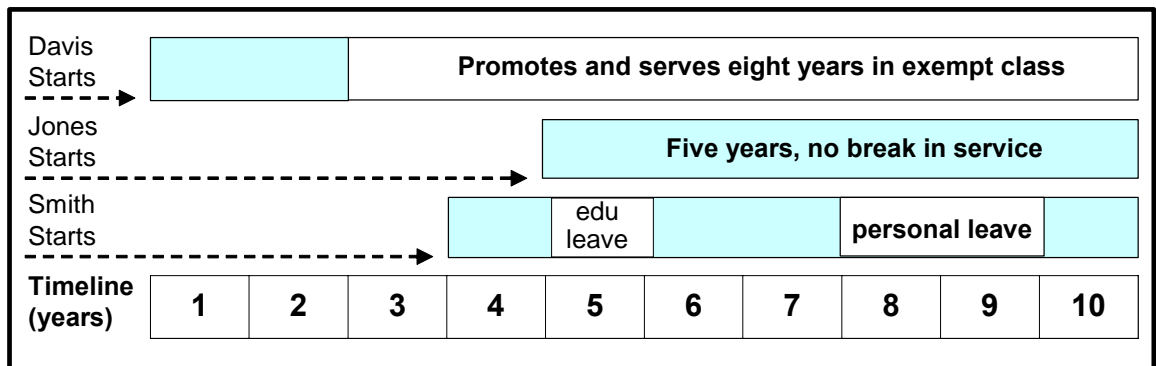 Davis
Starts
Promotes and serves eight years in exempt class
Jones
Starts
Five years, no break in service
Smith
Starts
edu
leave
personal leave
Timeline
(years)
1 2 3 4 5 6 7 8 9 10